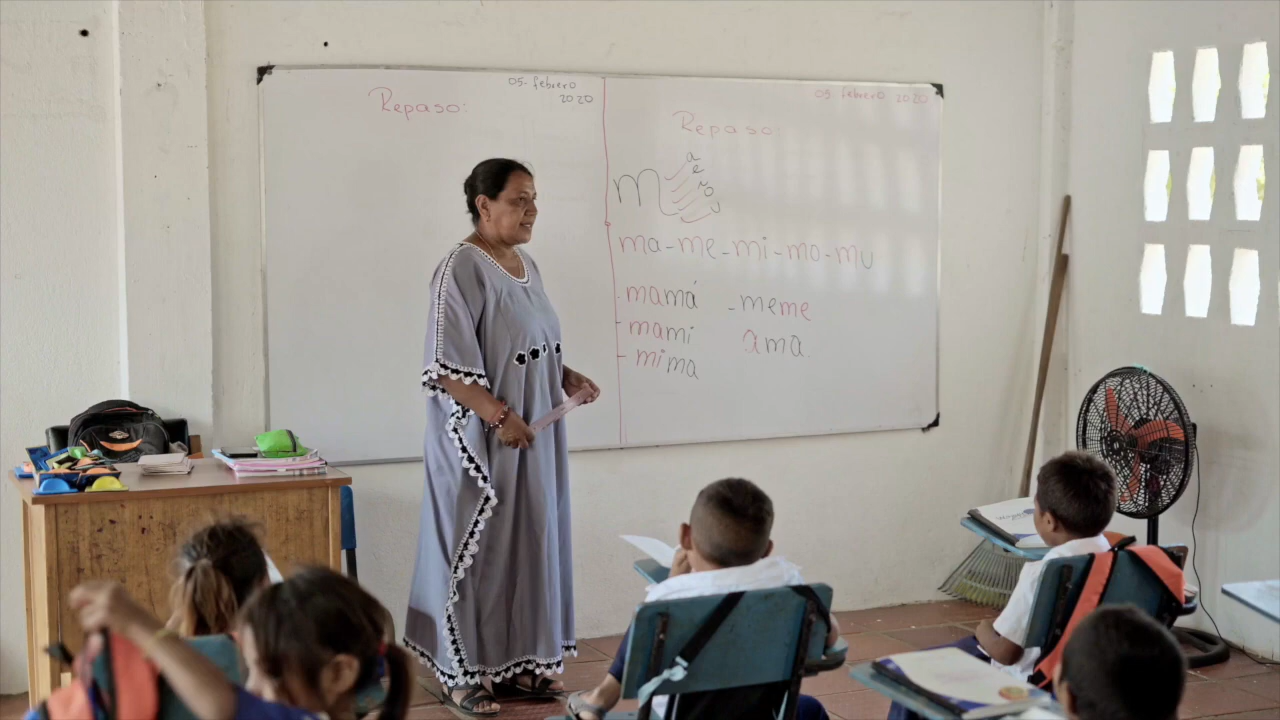 Repaso:
05. febrero
2020
05 febrero 2020
Repaso:
m a e i o u
ma-me-mi-mo-mu
- mamá - meme
- mami ama.
- mima